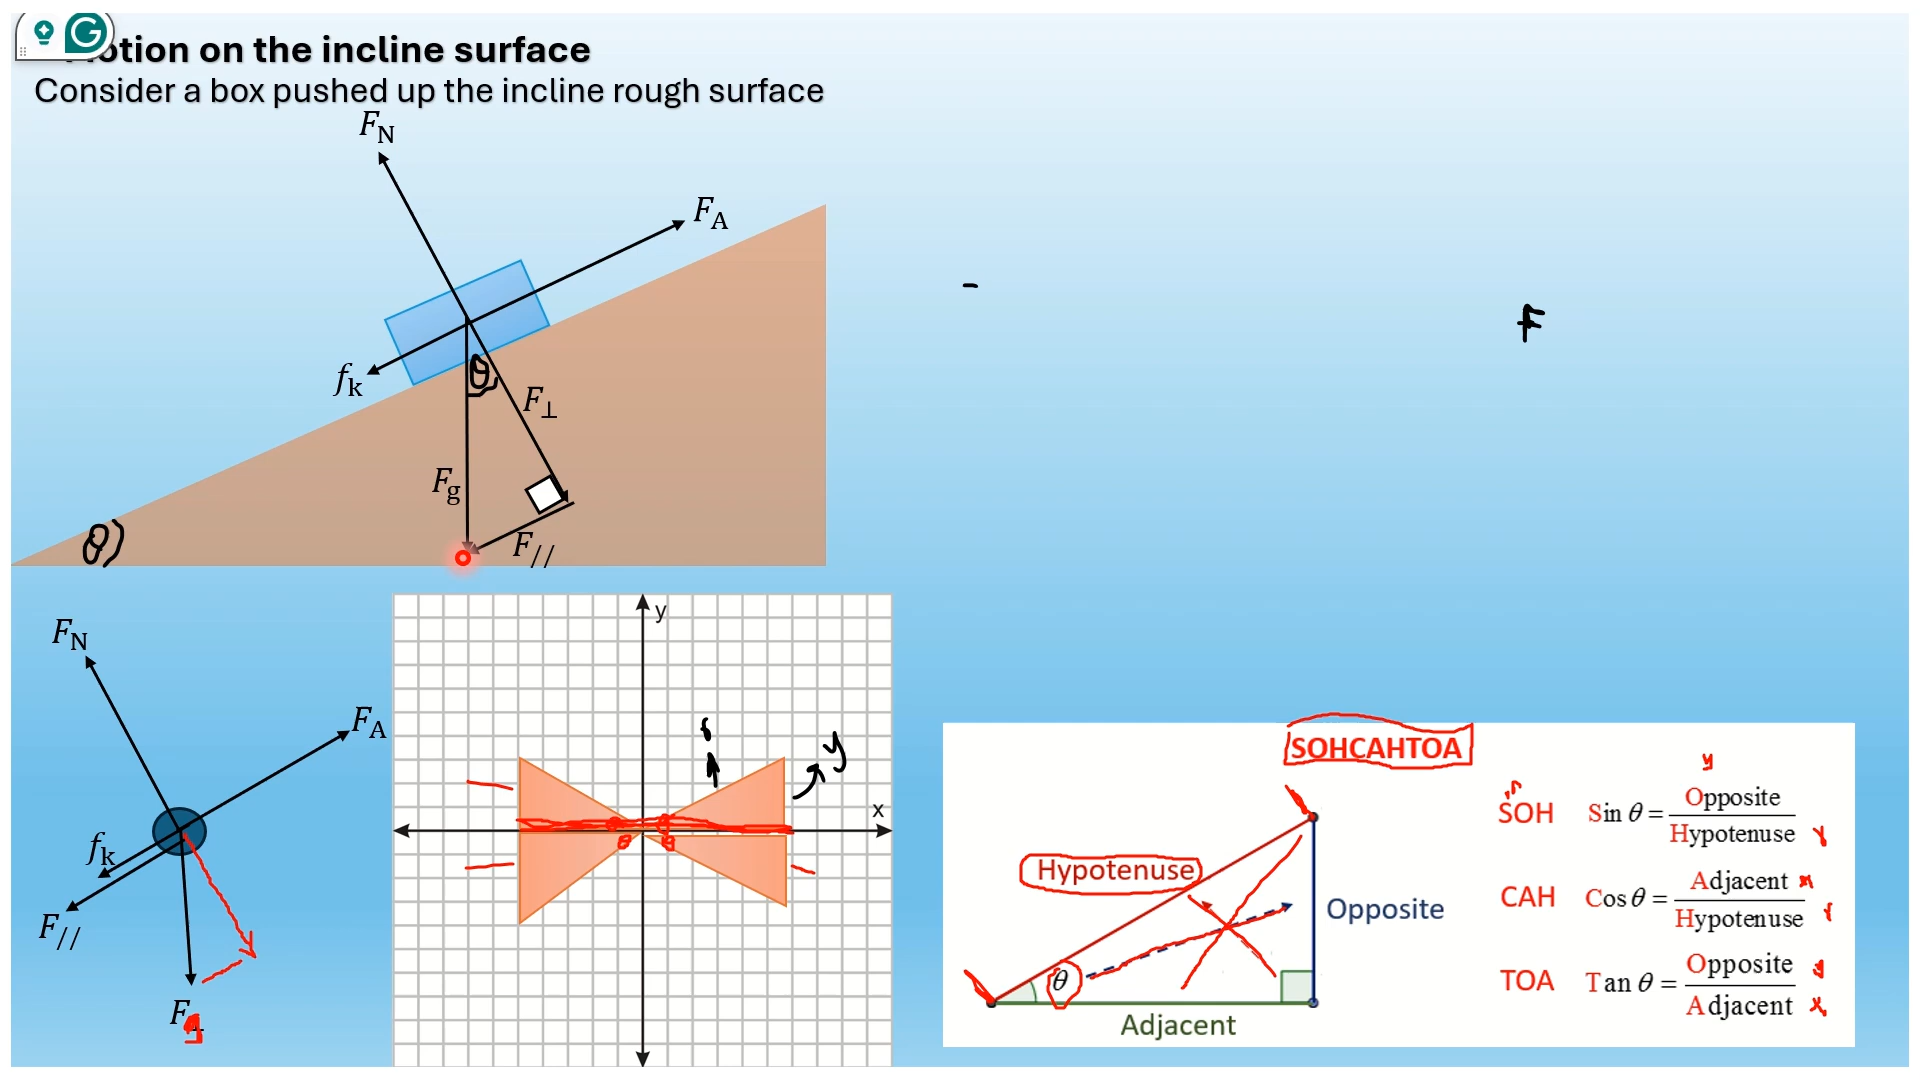 otion on the incline surface
Consider a box pushed up the incline rough surface
F_N
F_A
f_k
θ
F_⊥
F_g
F_//
θ
-
F
F_N
F_A
f_k
F_//
F_g
y
x
y
θ
θ
SOHCAHTOA
y
SOH Sin θ = Opposite / Hypotenuse r
CAH Cos θ = Adjacent x / Hypotenuse r
TOA Tan θ = Opposite y / Adjacent x
Hypotenuse
Opposite
θ
Adjacent